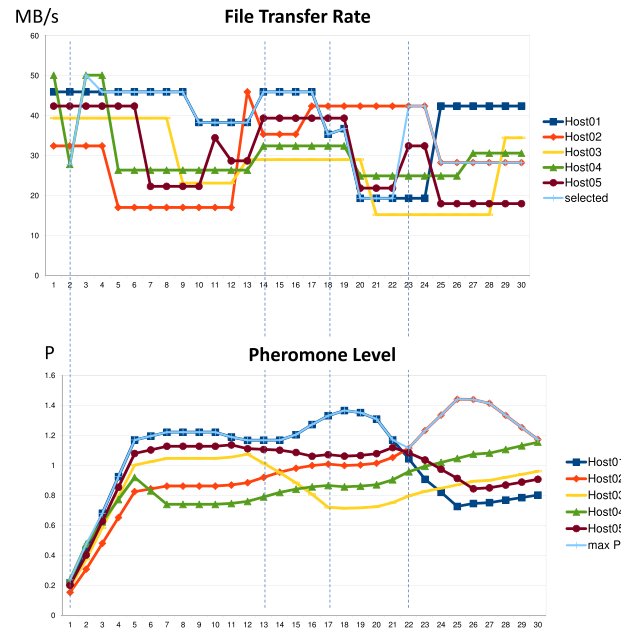 MB/s
File Transfer Rate
60
50
40
30
20
10
0
1 2 3 4 5 6 7 8 9 10 11 12 13 14 15 16 17 18 19 20 21 22 23 24 25 26 27 28 29 30
Host01
Host02
Host03
Host04
Host05
selected
P
Pheromone Level
1.6
1.4
1.2
1
0.8
0.6
0.4
0.2
0
1 2 3 4 5 6 7 8 9 10 11 12 13 14 15 16 17 18 19 20 21 22 23 24 25 26 27 28 29 30
Host01
Host02
Host03
Host04
Host05
max P